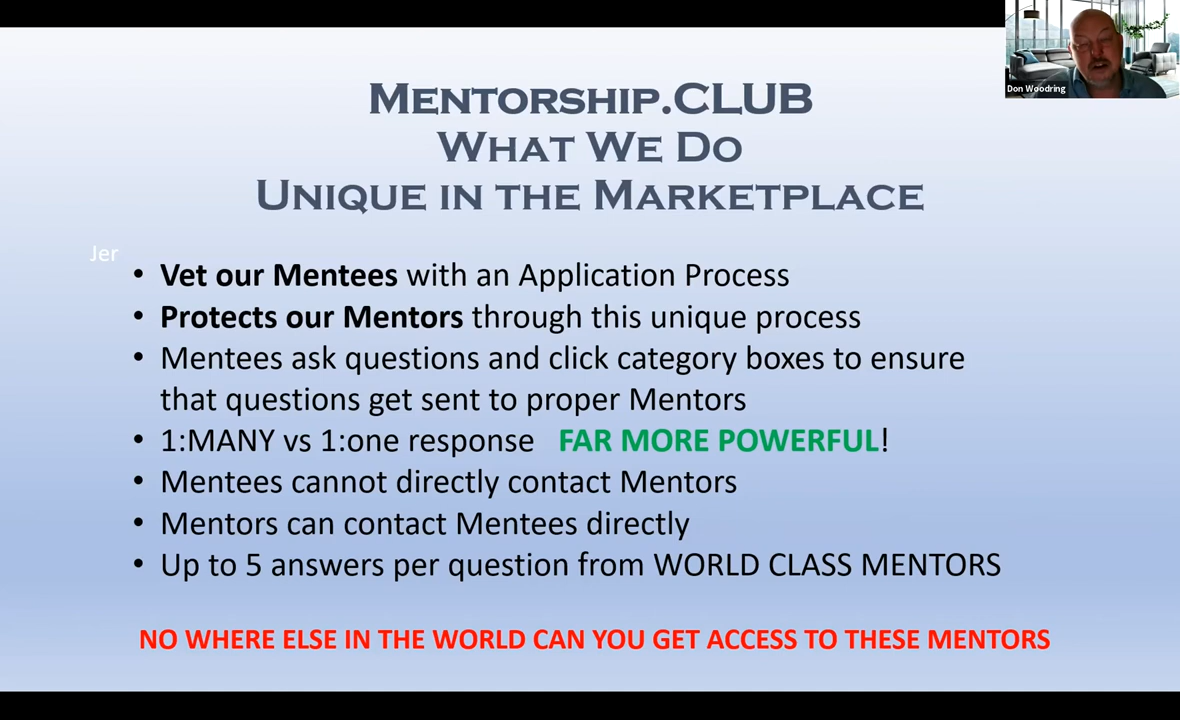 Don Woodring
MENTORSHIP.CLUB
WHAT WE DO
UNIQUE IN THE MARKETPLACE
Jer
• Vet our Mentees with an Application Process
• Protects our Mentors through this unique process
• Mentees ask questions and click category boxes to ensure
that questions get sent to proper Mentors
• 1:MANY vs 1:one response FAR MORE POWERFUL!
• Mentees cannot directly contact Mentors
• Mentors can contact Mentees directly
• Up to 5 answers per question from WORLD CLASS MENTORS
NO WHERE ELSE IN THE WORLD CAN YOU GET ACCESS TO THESE MENTORS